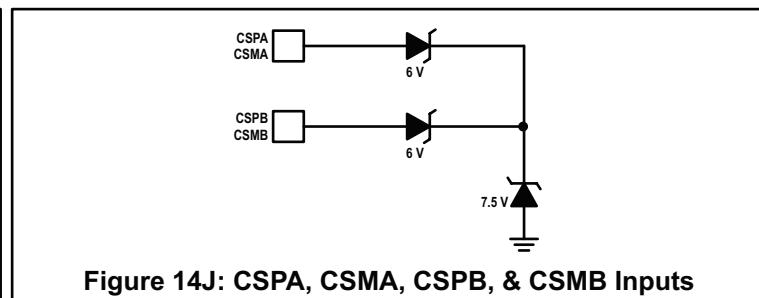 CSPA
CSMA
6 V
CSPB
CSMB
6 V
7.5 V
Figure 14J: CSPA, CSMA, CSPB, & CSMB Inputs